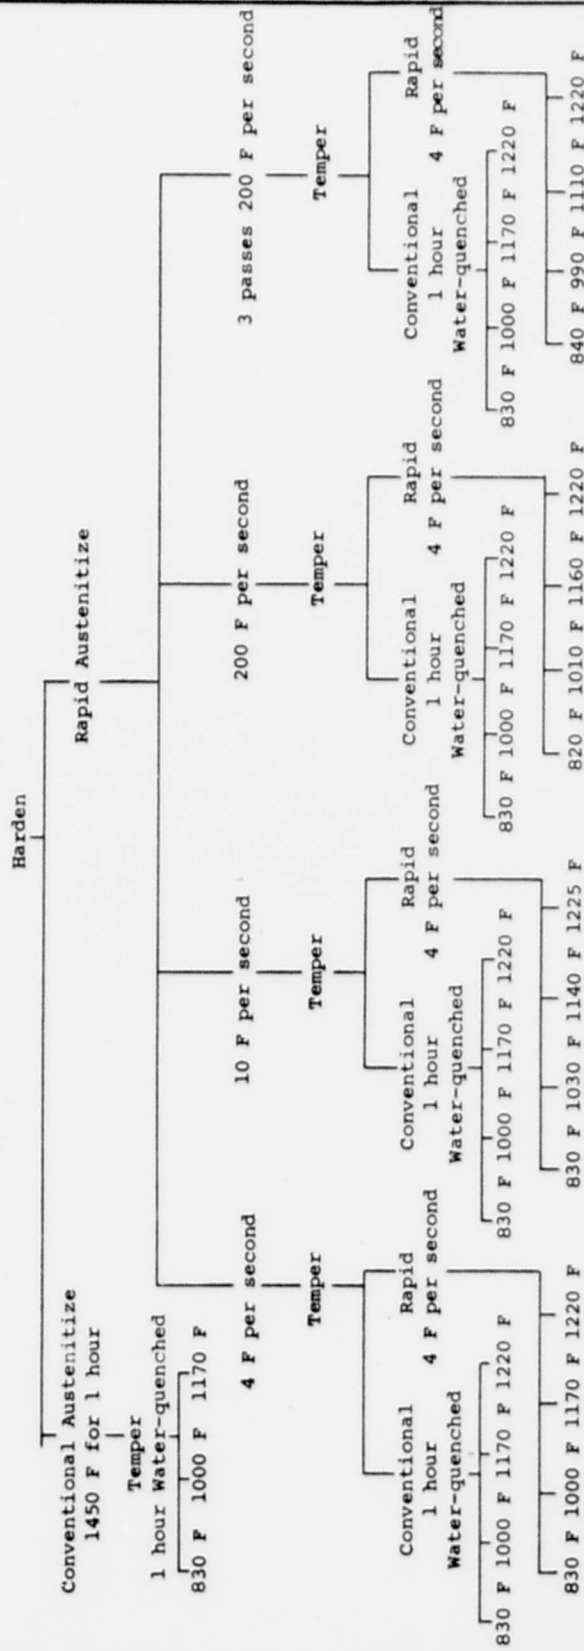 Harden
Conventional Austenitize
1450 F for 1 hour
Temper
1 hour Water-quenched
830 F 1000 F 1170 F
Rapid Austenitize
4 F per second
Temper
Conventional
1 hour
Water-quenched
830 F 1000 F 1170 F 1220 F
Rapid
4 F per second
830 F 1000 F 1170 F 1220 F
10 F per second
Temper
Conventional
1 hour
Water-quenched
830 F 1000 F 1170 F 1220 F
Rapid
4 F per second
830 F 1030 F 1140 F 1225 F
200 F per second
Temper
Conventional
1 hour
Water-quenched
830 F 1000 F 1170 F 1220 F
Rapid
4 F per second
820 F 1010 F 1160 F 1220 F
3 passes 200 F per second
Temper
Conventional
1 hour
Water-quenched
830 F 1000 F 1170 F 1220 F
Rapid
4 F per second
840 F 990 F 1110 F 1220 F